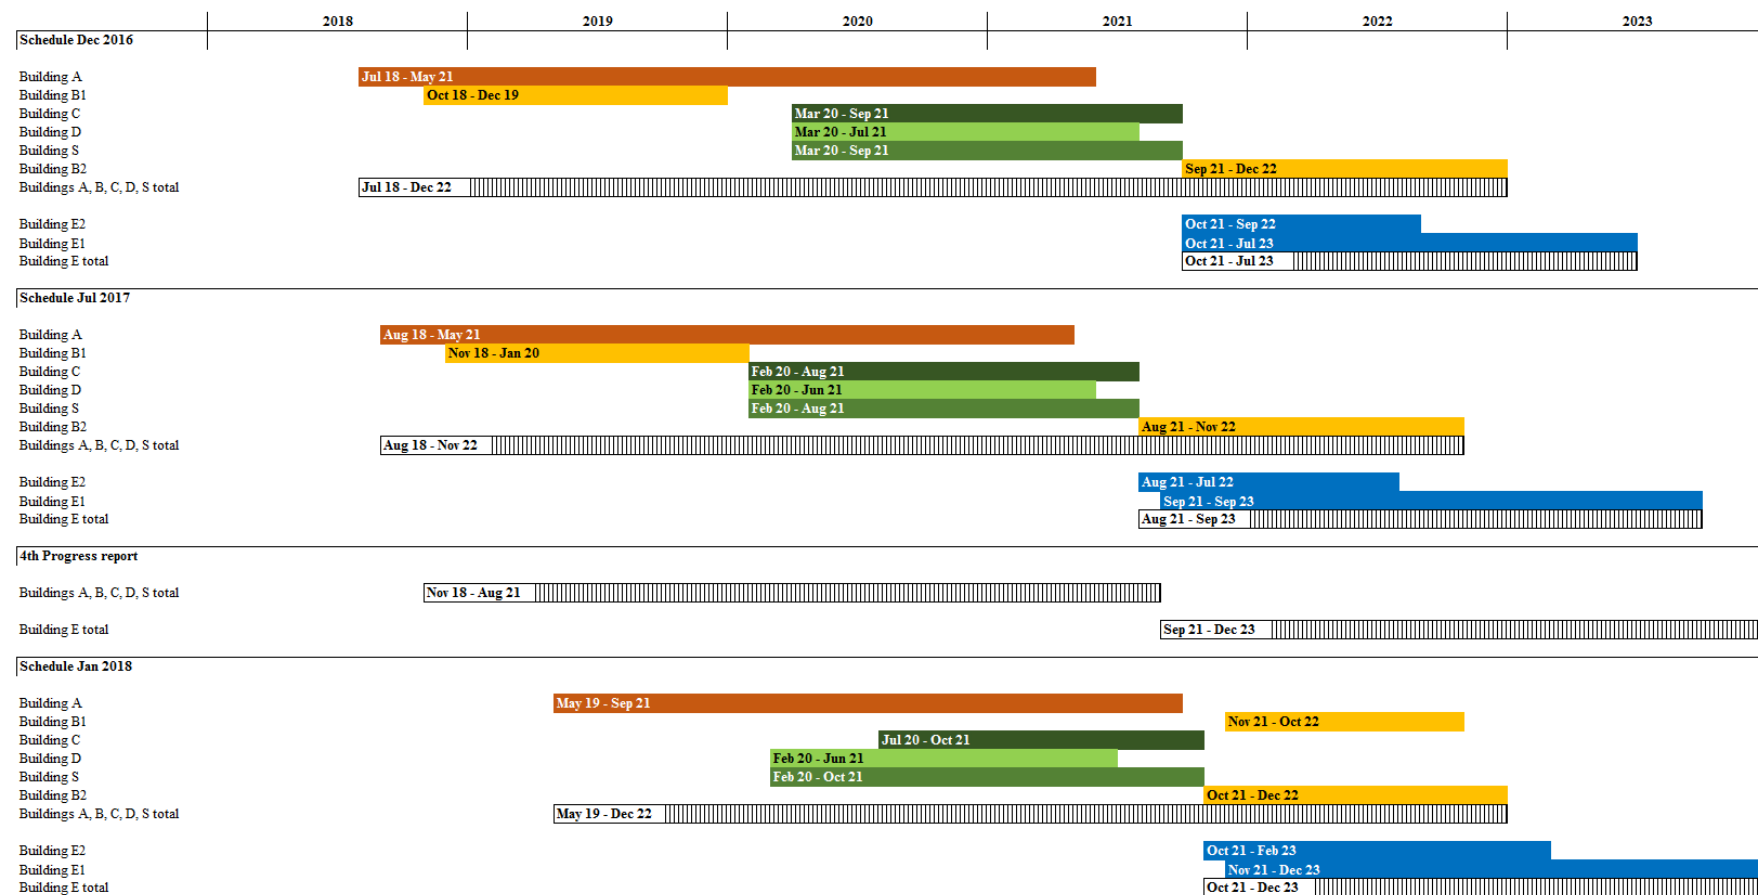 2018 2019 2020 2021 2022 2023
Schedule Dec 2016
Building A Jul 18 - May 21
Building B1 Oct 18 - Dec 19
Building C Mar 20 - Sep 21
Building D Mar 20 - Jul 21
Building S Mar 20 - Sep 21
Building B2 Sep 21 - Dec 22
Buildings A, B, C, D, S total Jul 18 - Dec 22
Building E2 Oct 21 - Sep 22
Building E1 Oct 21 - Jul 23
Building E total Oct 21 - Jul 23
Schedule Jul 2017
Building A Aug 18 - May 21
Building B1 Nov 18 - Jan 20
Building C Feb 20 - Aug 21
Building D Feb 20 - Jun 21
Building S Feb 20 - Aug 21
Building B2 Aug 21 - Nov 22
Buildings A, B, C, D, S total Aug 18 - Nov 22
Building E2 Aug 21 - Jul 22
Building E1 Sep 21 - Sep 23
Building E total Aug 21 - Sep 23
4th Progress report
Buildings A, B, C, D, S total Nov 18 - Aug 21
Building E total Sep 21 - Dec 23
Schedule Jan 2018
Building A May 19 - Sep 21
Building B1 Nov 21 - Oct 22
Building C Jul 20 - Oct 21
Building D Feb 20 - Jun 21
Building S Feb 20 - Oct 21
Building B2 Oct 21 - Dec 22
Buildings A, B, C, D, S total May 19 - Dec 22
Building E2 Oct 21 - Feb 23
Building E1 Nov 21 - Dec 23
Building E total Oct 21 - Dec 23